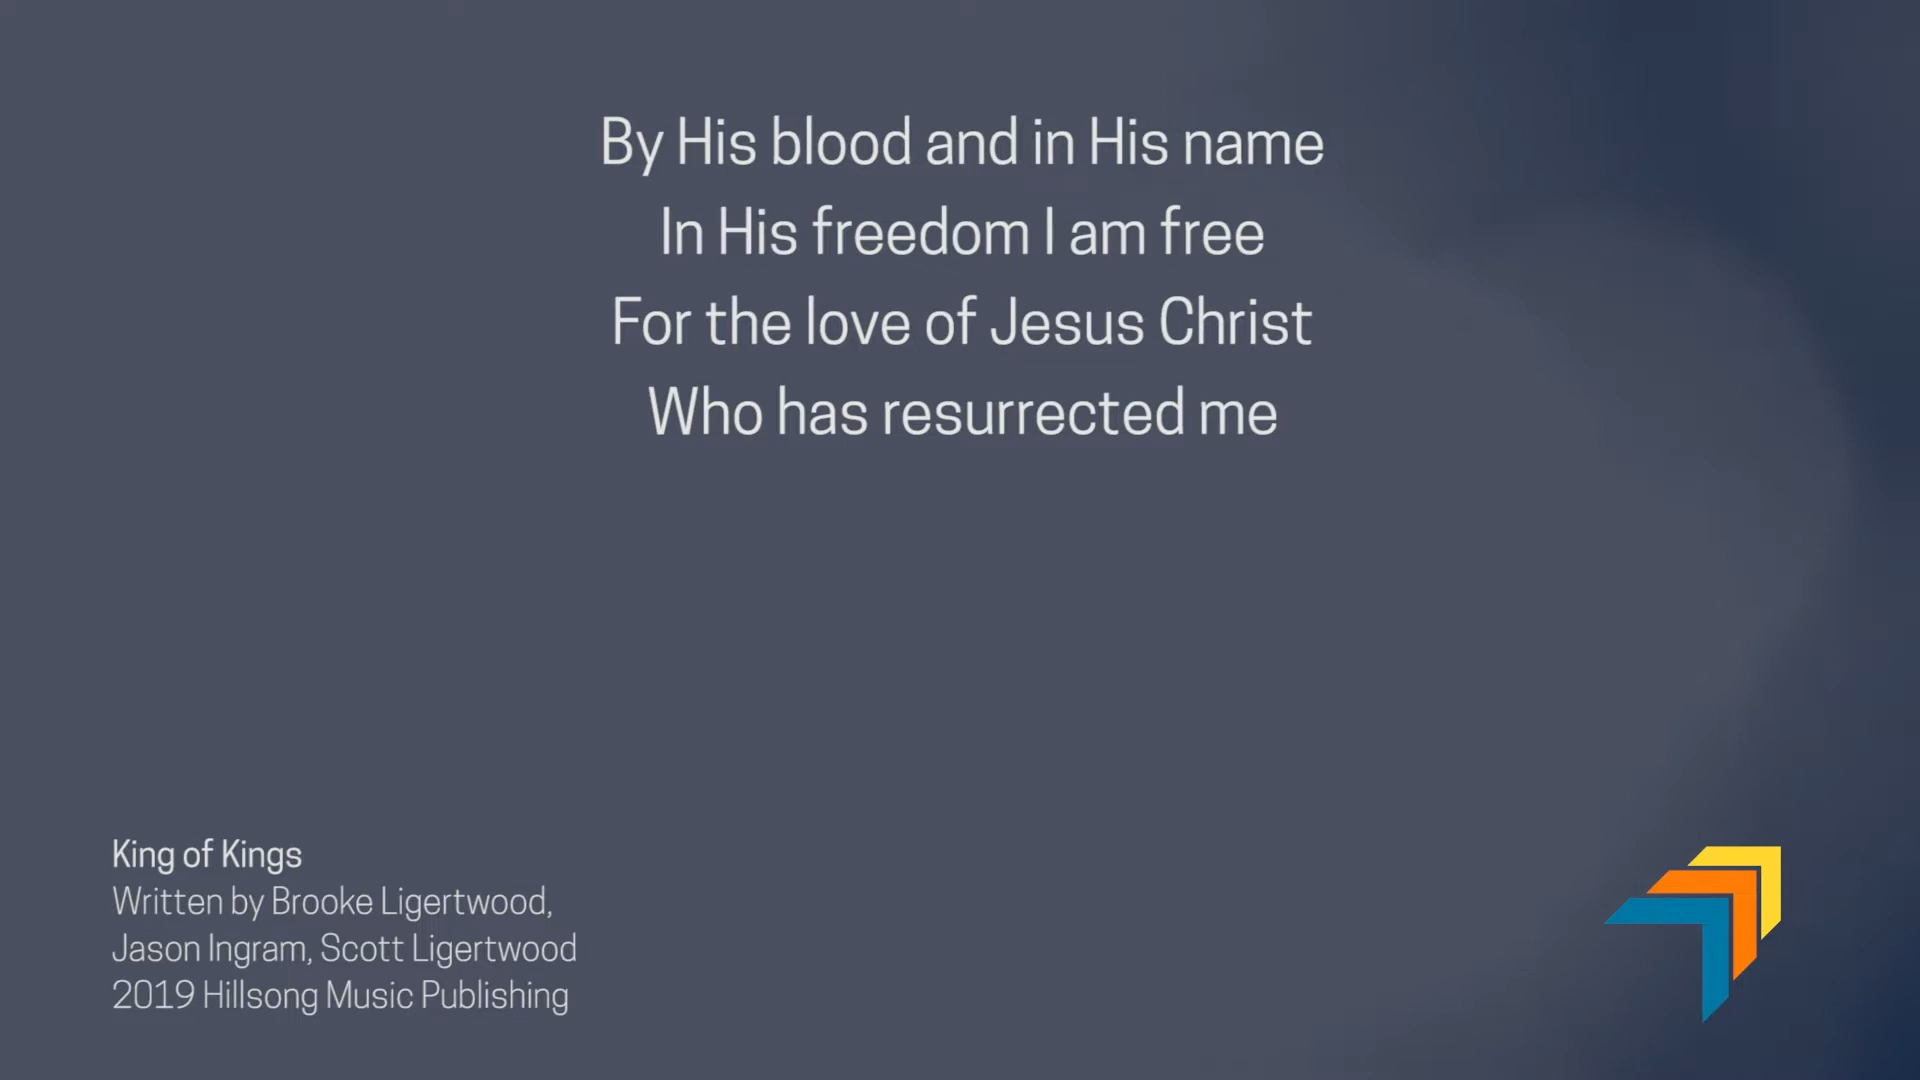 By His blood and in His name
In His freedom I am free
For the love of Jesus Christ
Who has resurrected me
King of Kings
Written by Brooke Ligertwood,
Jason Ingram, Scott Ligertwood
2019 Hillsong Music Publishing